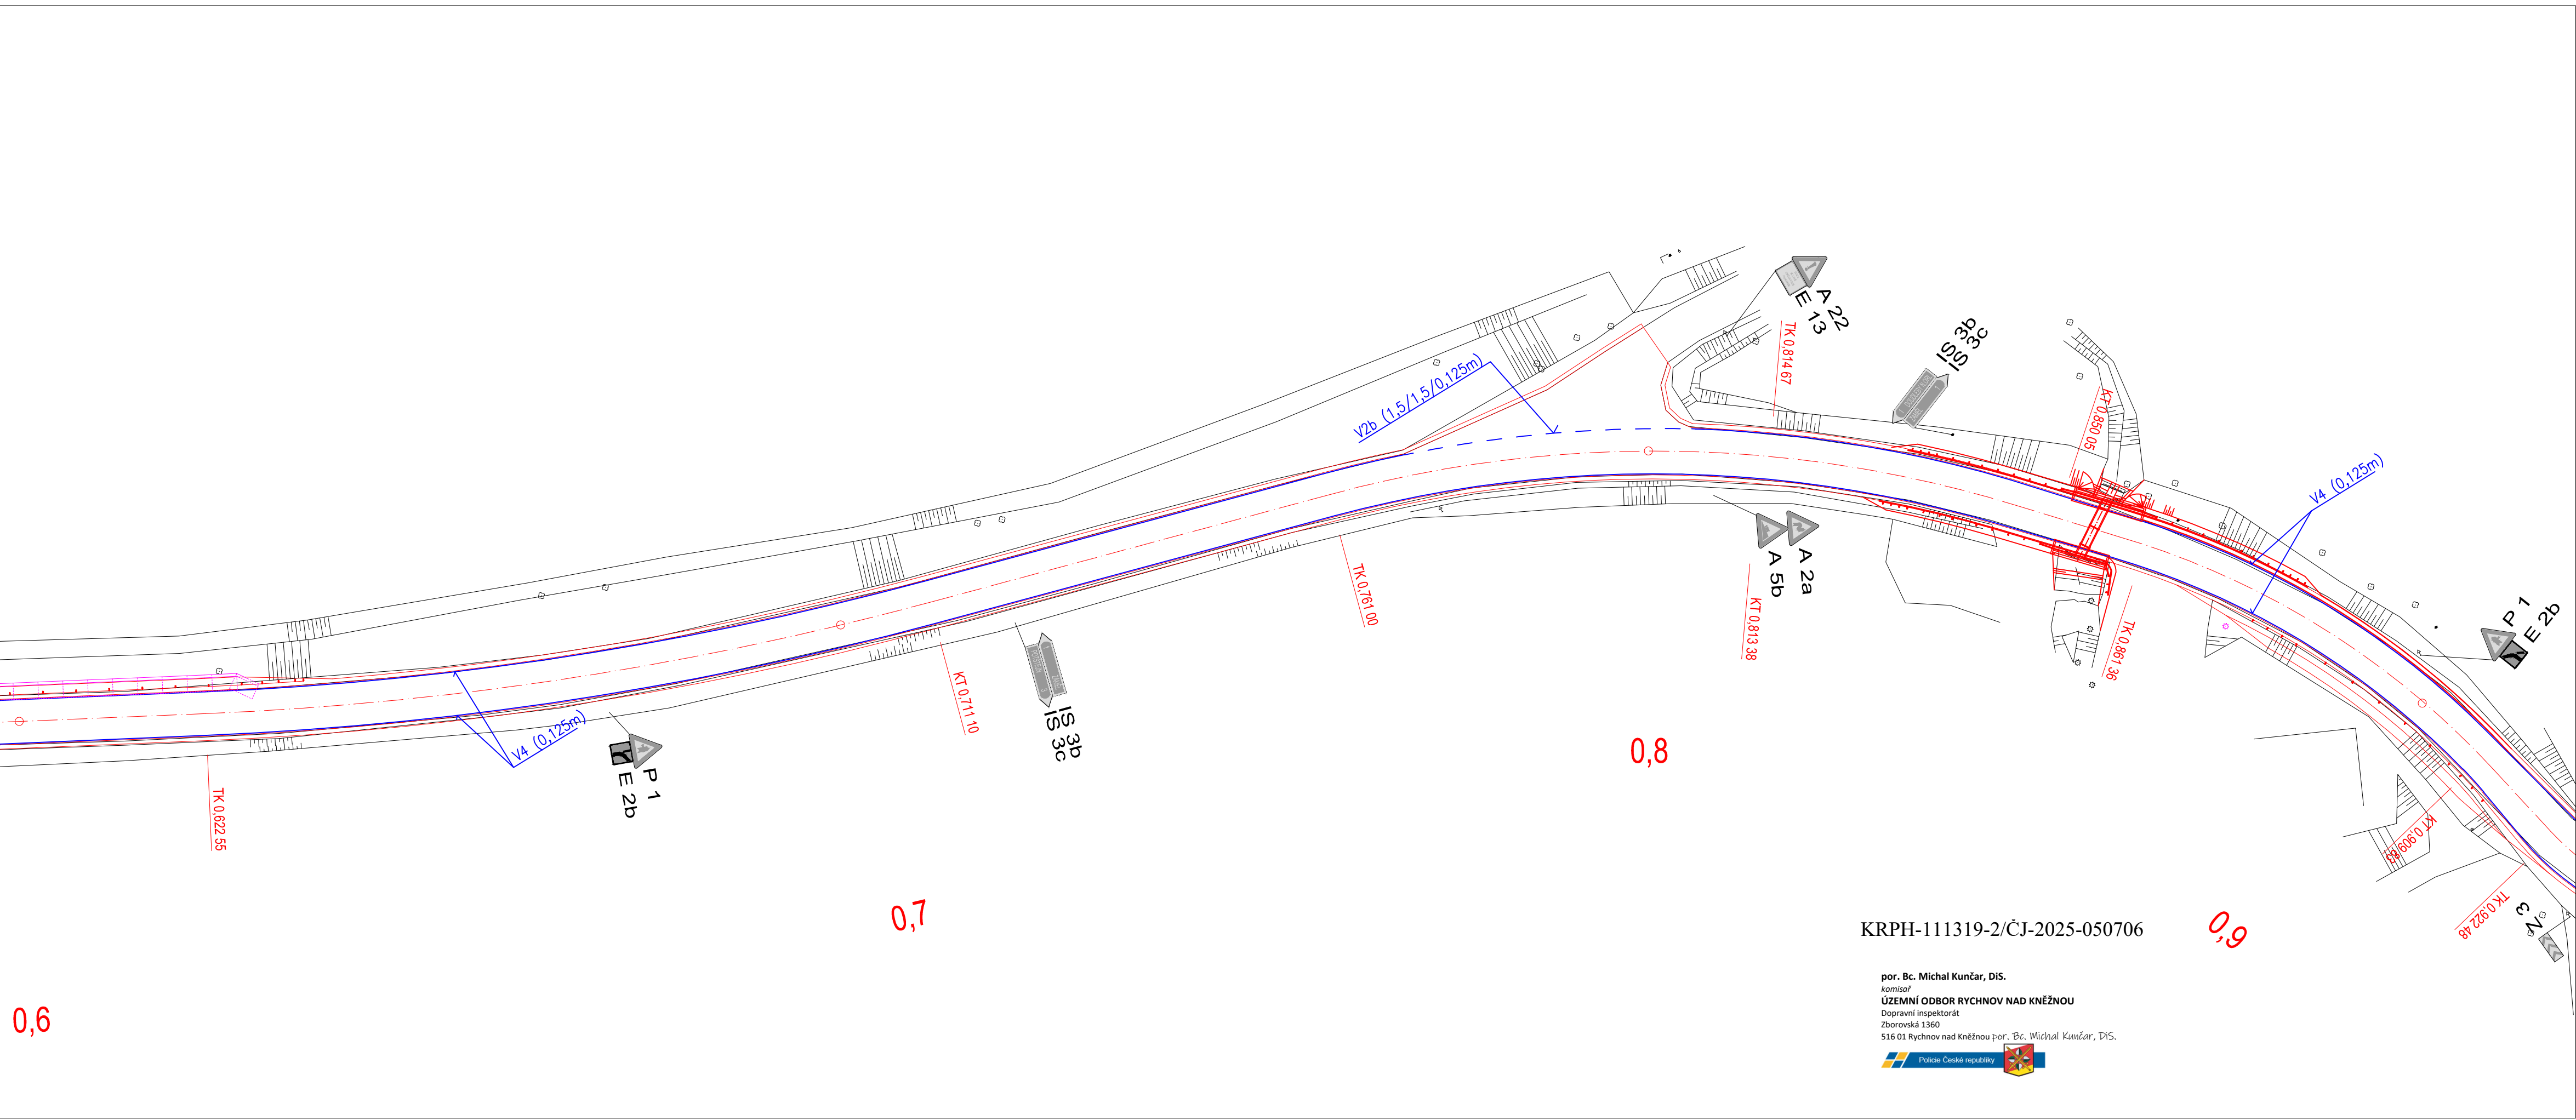 A 22
E 13
TK 0,814 67
IS 3b
IS 3c
V2b (1,5/1,5/0,125m)
KT 0,850 05
V4 (0,125m)
A 2a
A 5b
TK 0,761 00
KT 0,813 38
TK 0,861 36
P 1
E 2b
KT 0,711 10
IS 3b
IS 3c
V4 (0,125m)
P 1
E 2b
TK 0,622 55
0,8
KT 0,909 83
TK 0,922 48
Z 3
0,7
0,9
0,6
KRPH-111319-2/ČJ-2025-050706
por. Bc. Michal Kunčar, DiS.
komisař
ÚZEMNÍ ODBOR RYCHNOV NAD KNĚŽNOU
Dopravní inspektorát
Zborovská 1360
516 01 Rychnov nad Kněžnou por. Bc. Michal Kunčar, DiS.
Policie České republiky